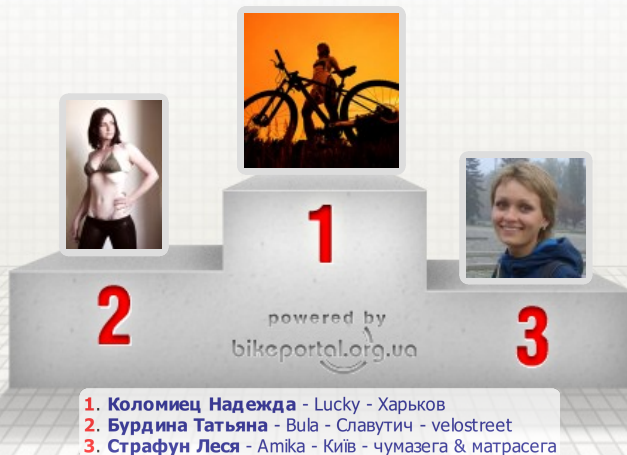 1
2
3
powered by
bikeportal.org.ua
1. Коломиец Надежда - Lucky - Харьков
2. Бурдина Татьяна - Bula - Славутич - velostreet
3. Страфун Леся - Amika - Київ - чумазега & матрасега